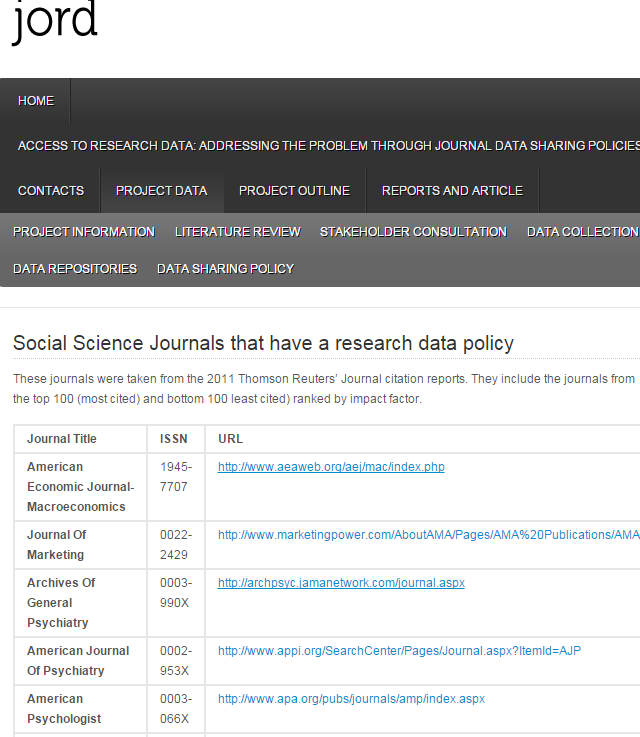 jord
HOME
ACCESS TO RESEARCH DATA: ADDRESSING THE PROBLEM THROUGH JOURNAL DATA SHARING POLICIES
CONTACTS PROJECT DATA PROJECT OUTLINE REPORTS AND ARTICLE
PROJECT INFORMATION LITERATURE REVIEW STAKEHOLDER CONSULTATION DATA COLLECTION
DATA REPOSITORIES DATA SHARING POLICY
Social Science Journals that have a research data policy
These journals were taken from the 2011 Thomson Reuters' Journal citation reports. They include the journals from
the top 100 (most cited) and bottom 100 least cited) ranked by impact factor.
Journal Title ISSN URL
American 1945- http://www.aeaweb.org/aej/mac/index.php
Economic Journal- 7707
Macroeconomics
Journal Of 0022- http://www.marketingpower.com/AboutAMA/Pages/AMA%20Publications/AMA
Marketing 2429
Archives Of 0003- http://archpsyc.jamanetwork.com/journal.aspx
General 990X
Psychiatry
American Journal 0002- http://www.appi.org/SearchCenter/Pages/Journal.aspx?ItemId=AJP
Of Psychiatry 953X
American 0003- http://www.apa.org/pubs/journals/amp/index.aspx
Psychologist 066X